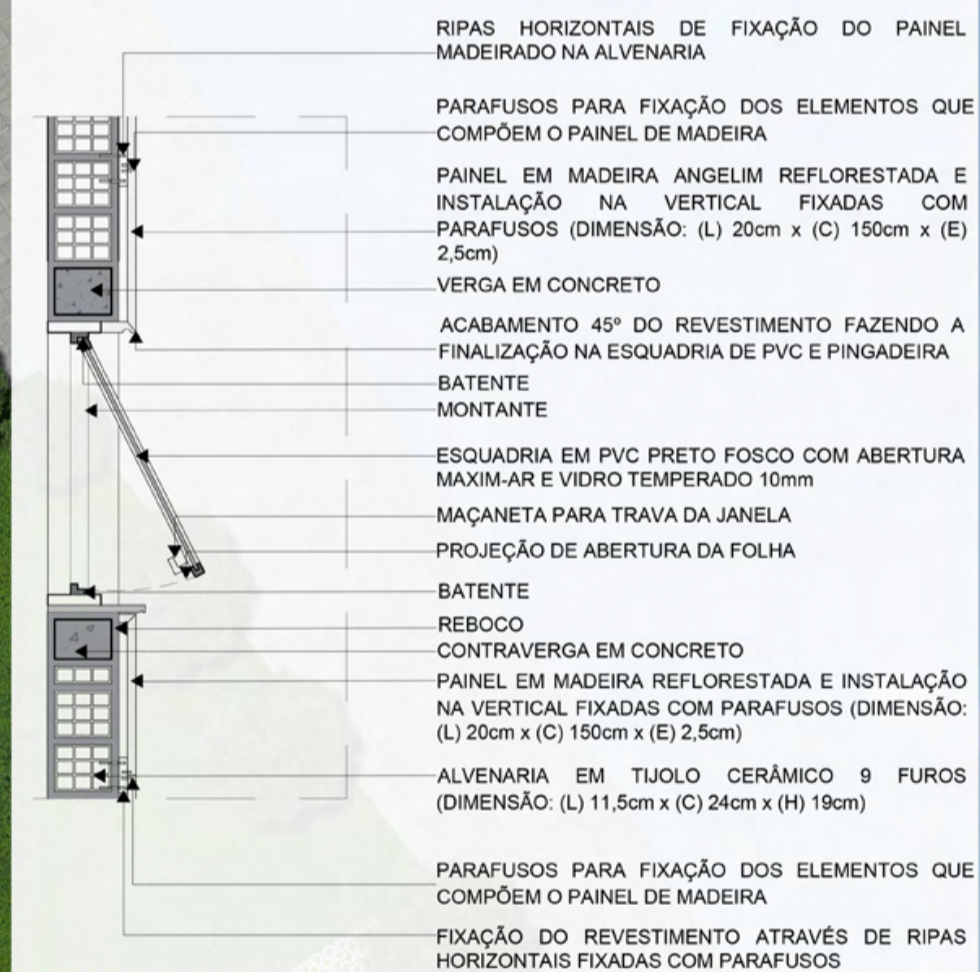 RIPAS HORIZONTAIS DE FIXAÇÃO DO PAINEL
MADEIRADO NA ALVENARIA
PARAFUSOS PARA FIXAÇÃO DOS ELEMENTOS QUE
COMPÕEM O PAINEL DE MADEIRA
PAINEL EM MADEIRA ANGELIM REFLORESTADA E
INSTALAÇÃO NA VERTICAL FIXADAS COM
PARAFUSOS (DIMENSÃO: (L) 20cm x (C) 150cm x (E)
2,5cm)
VERGA EM CONCRETO
ACABAMENTO 45º DO REVESTIMENTO FAZENDO A
FINALIZAÇÃO NA ESQUADRIA DE PVC E PINGADEIRA
BATENTE
MONTANTE
ESQUADRIA EM PVC PRETO FOSCO COM ABERTURA
MAXIM-AR E VIDRO TEMPERADO 10mm
MAÇANETA PARA TRAVA DA JANELA
PROJEÇÃO DE ABERTURA DA FOLHA
BATENTE
REBOCO
CONTRAVERGA EM CONCRETO
PAINEL EM MADEIRA REFLORESTADA E INSTALAÇÃO
NA VERTICAL FIXADAS COM PARAFUSOS (DIMENSÃO:
(L) 20cm x (C) 150cm x (E) 2,5cm)
ALVENARIA EM TIJOLO CERÂMICO 9 FUROS
(DIMENSÃO: (L) 11,5cm x (C) 24cm x (H) 19cm)
PARAFUSOS PARA FIXAÇÃO DOS ELEMENTOS QUE
COMPÕEM O PAINEL DE MADEIRA
FIXAÇÃO DO REVESTIMENTO ATRAVÉS DE RIPAS
HORIZONTAIS FIXADAS COM PARAFUSOS